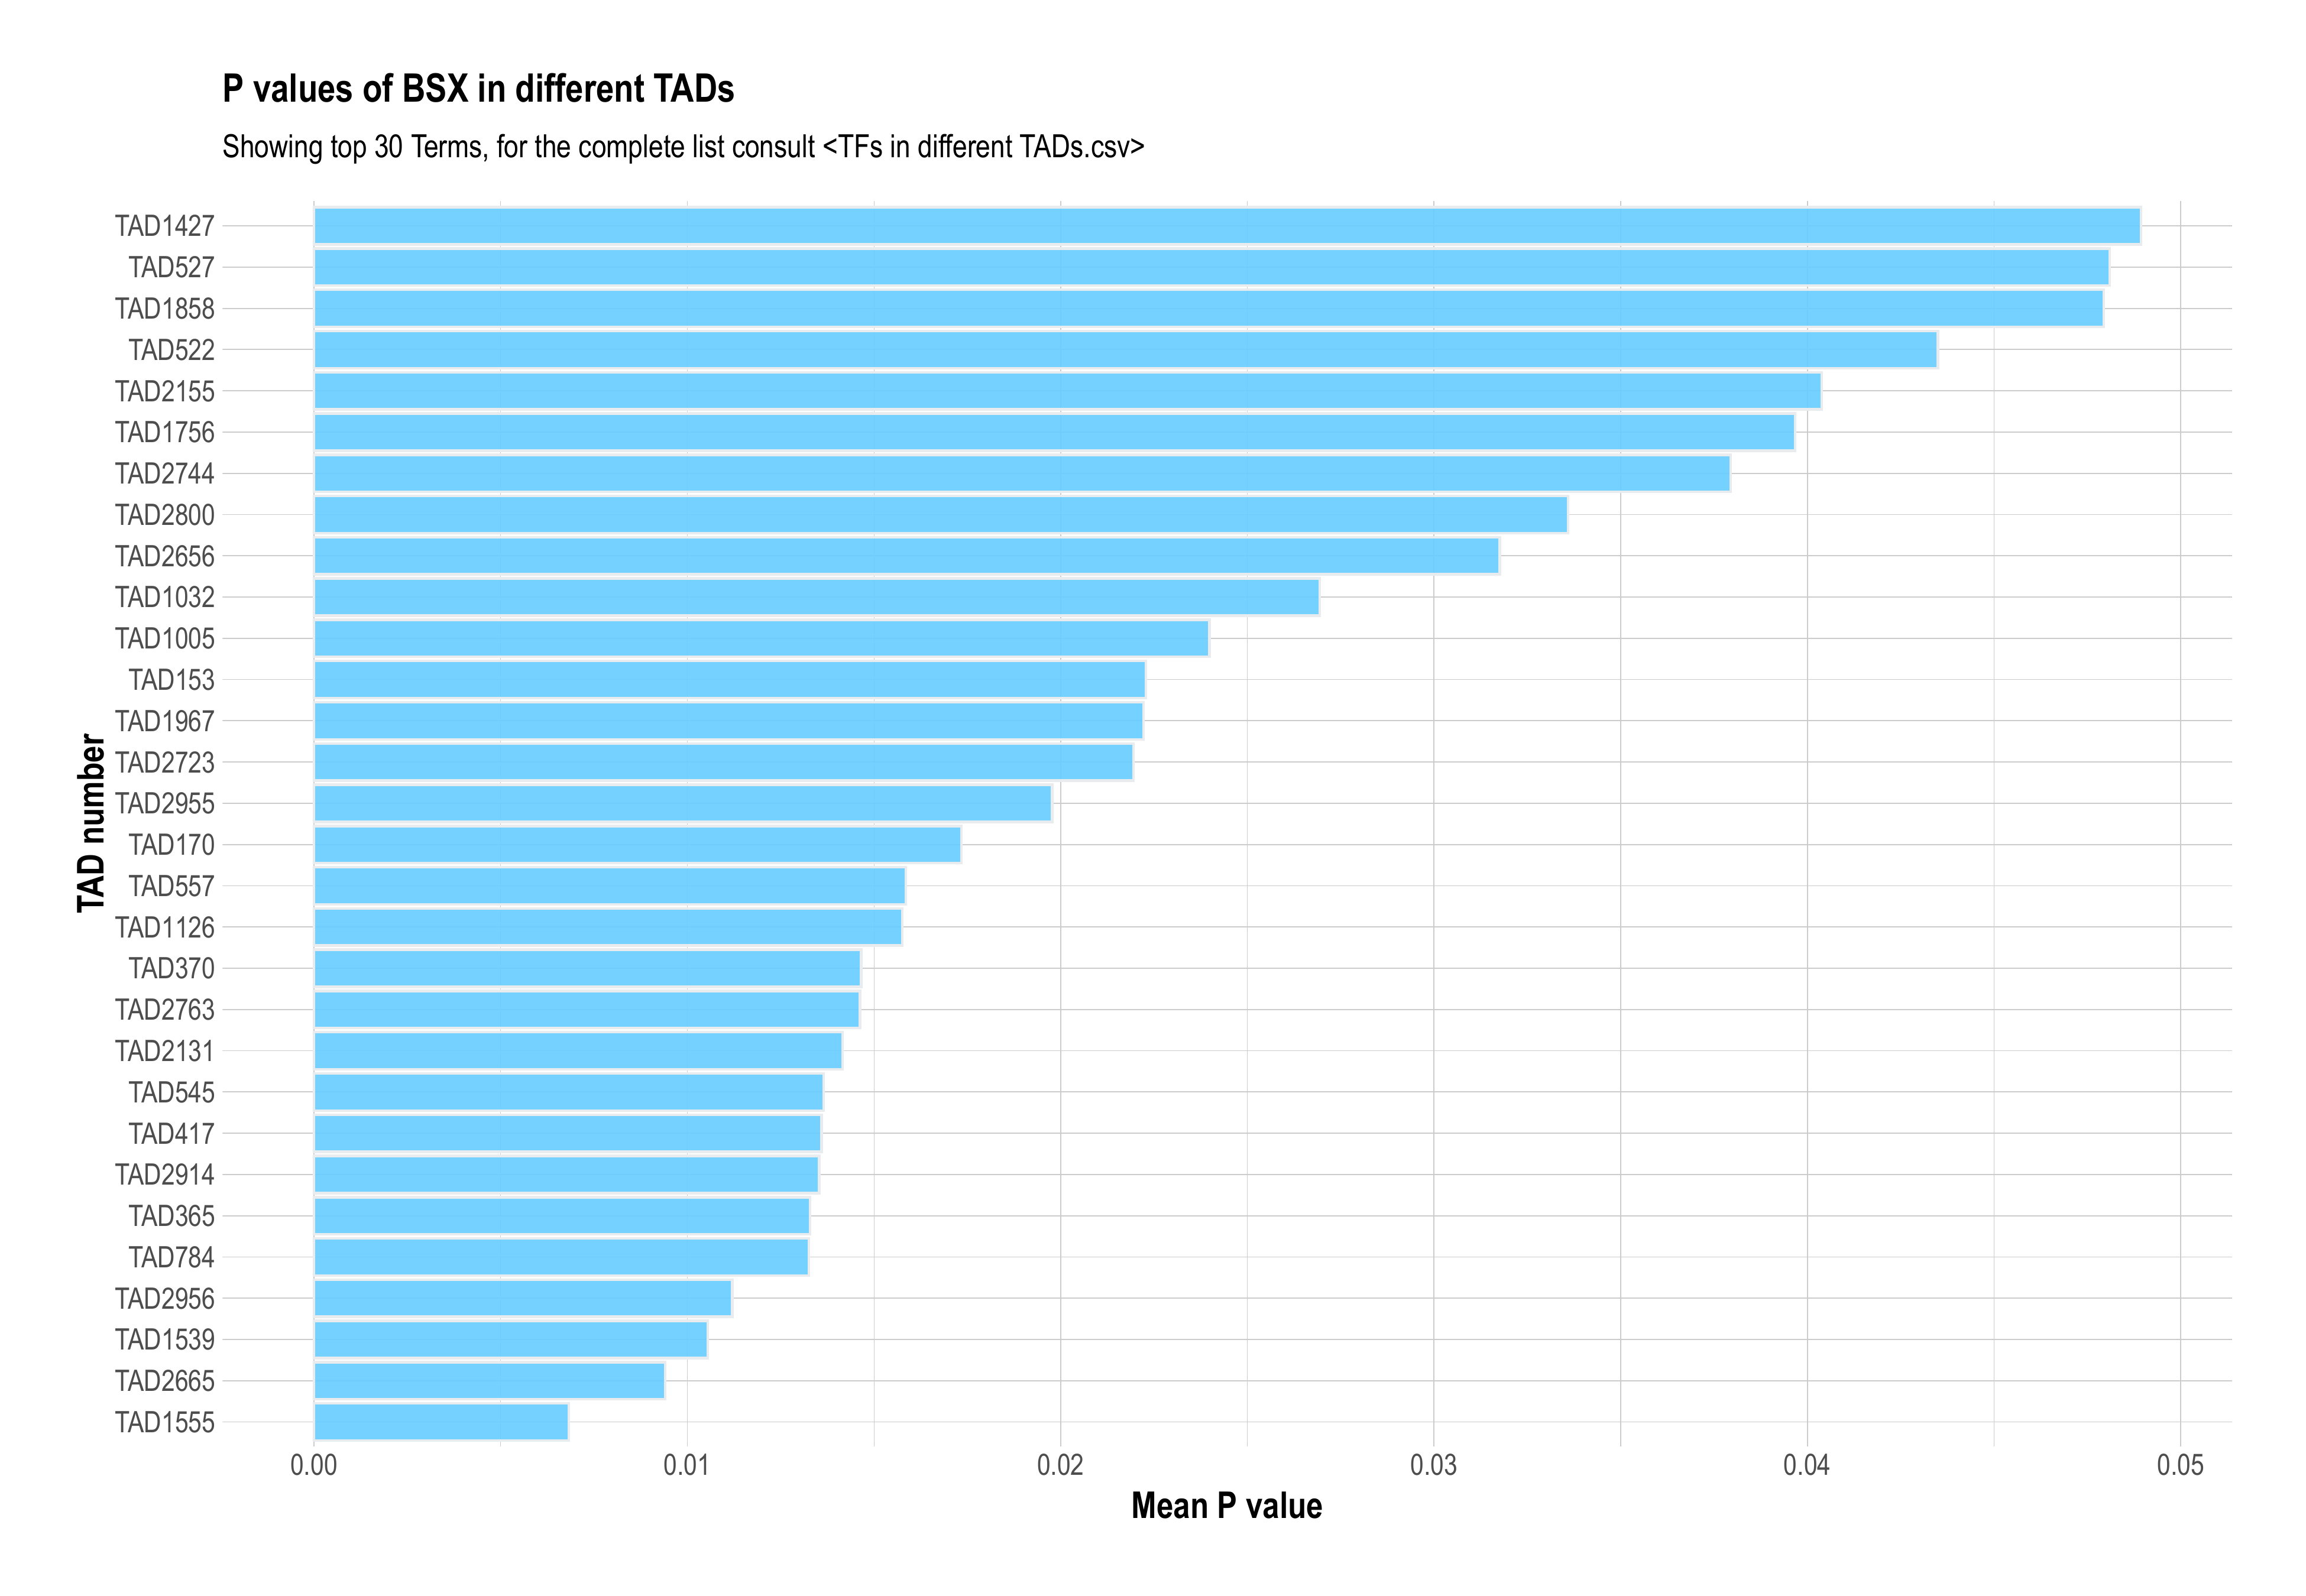 P values of BSX in different TADs
Showing top 30 Terms, for the complete list consult <TFs in different TADs.csv>
TAD number
TAD1427
TAD527
TAD1858
TAD522
TAD2155
TAD1756
TAD2744
TAD2800
TAD2656
TAD1032
TAD1005
TAD153
TAD1967
TAD2723
TAD2955
TAD170
TAD557
TAD1126
TAD370
TAD2763
TAD2131
TAD545
TAD417
TAD2914
TAD365
TAD784
TAD2956
TAD1539
TAD2665
TAD1555
0.00 0.01 0.02 0.03 0.04 0.05
Mean P value